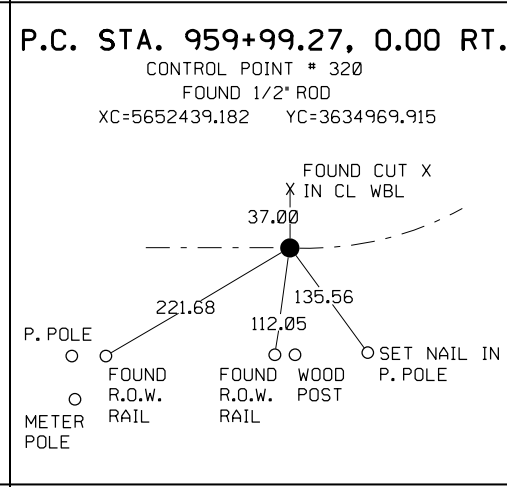 P.C. STA. 959+99.27, 0.00 RT.
CONTROL POINT # 320
FOUND 1/2" ROD
XC=5652439.182 YC=3634969.915
FOUND CUT X
IN CL WBL
X
37.00
221.68
112.05
135.56
P.POLE
FOUND
R.O.W.
RAIL
FOUND
R.O.W.
RAIL
WOOD
POST
SET NAIL IN
P.POLE
METER
POLE